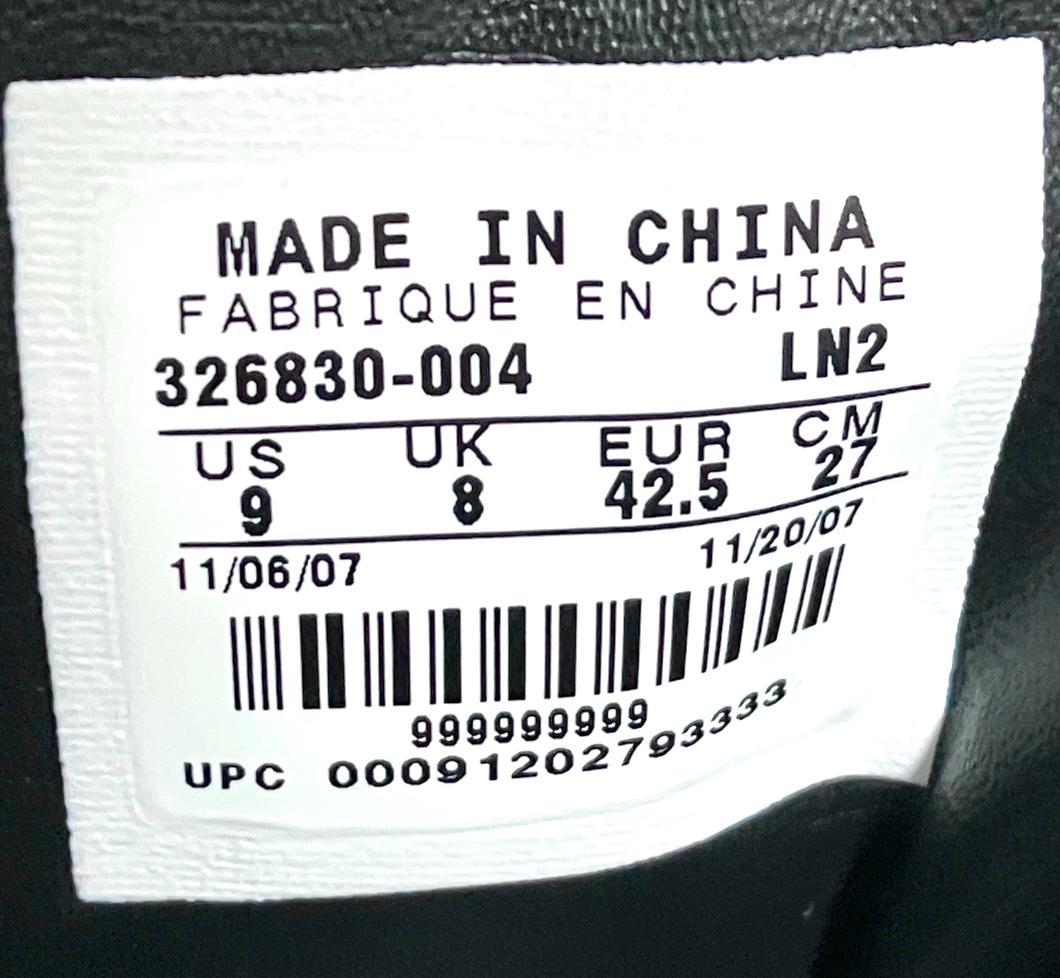 MADE IN CHINA
FABRIQUE EN CHINE
326830-004 LN2
US UK EUR CM
9 8 42.5 27
11/06/07 11/20/07
999999999
UPC 00091202793333